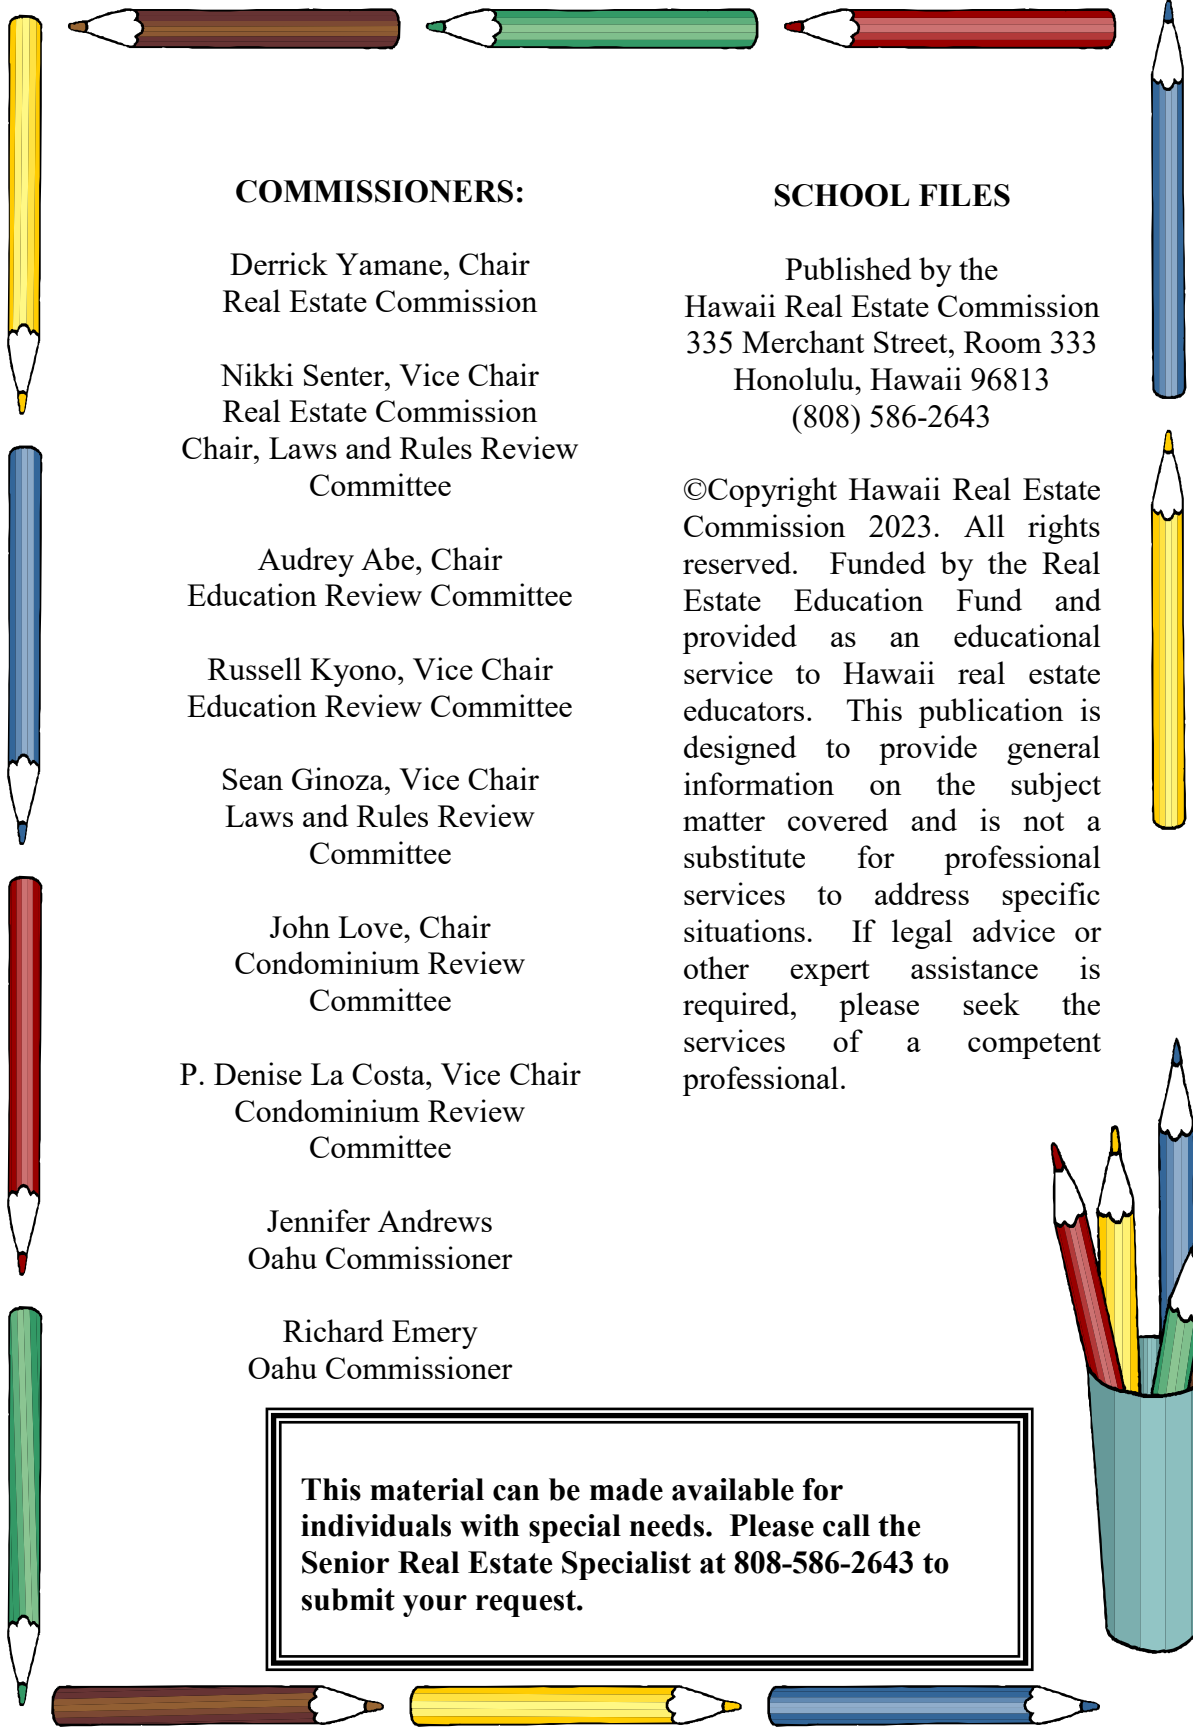 COMMISSIONERS:
Derrick Yamane, Chair
Real Estate Commission
Nikki Senter, Vice Chair
Real Estate Commission
Chair, Laws and Rules Review
Committee
Audrey Abe, Chair
Education Review Committee
Russell Kyono, Vice Chair
Education Review Committee
Sean Ginoza, Vice Chair
Laws and Rules Review
Committee
John Love, Chair
Condominium Review
Committee
P. Denise La Costa, Vice Chair
Condominium Review
Committee
Jennifer Andrews
Oahu Commissioner
Richard Emery
Oahu Commissioner
SCHOOL FILES
Published by the
Hawaii Real Estate Commission
335 Merchant Street, Room 333
Honolulu, Hawaii 96813
(808) 586-2643
©Copyright Hawaii Real Estate
Commission 2023. All rights
reserved. Funded by the Real
Estate Education Fund and
provided as an educational
service to Hawaii real estate
educators. This publication is
designed to provide general
information on the subject
matter covered and is not a
substitute for professional
services to address specific
situations. If legal advice or
other expert assistance is
required, please seek the
services of a competent
professional.
This material can be made available for
individuals with special needs. Please call the
Senior Real Estate Specialist at 808-586-2643 to
submit your request.